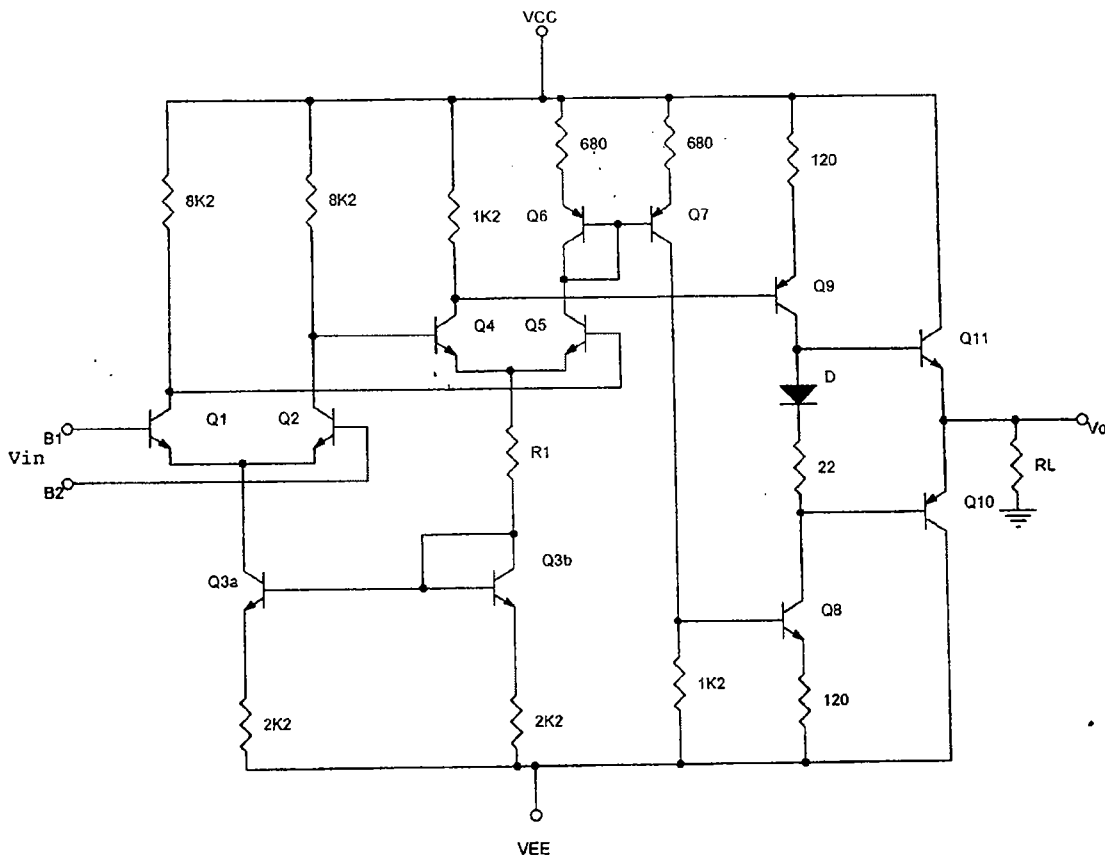 VCC
680
680
120
8K2
8K2
1K2
Q6
Q7
Q9
Q4
Q5
Q11
D
Q1
Q2
B1
Vin
B2
R1
22
Vo
RL
Q10
Q3a
Q3b
Q8
1K2
120
2K2
2K2
VEE